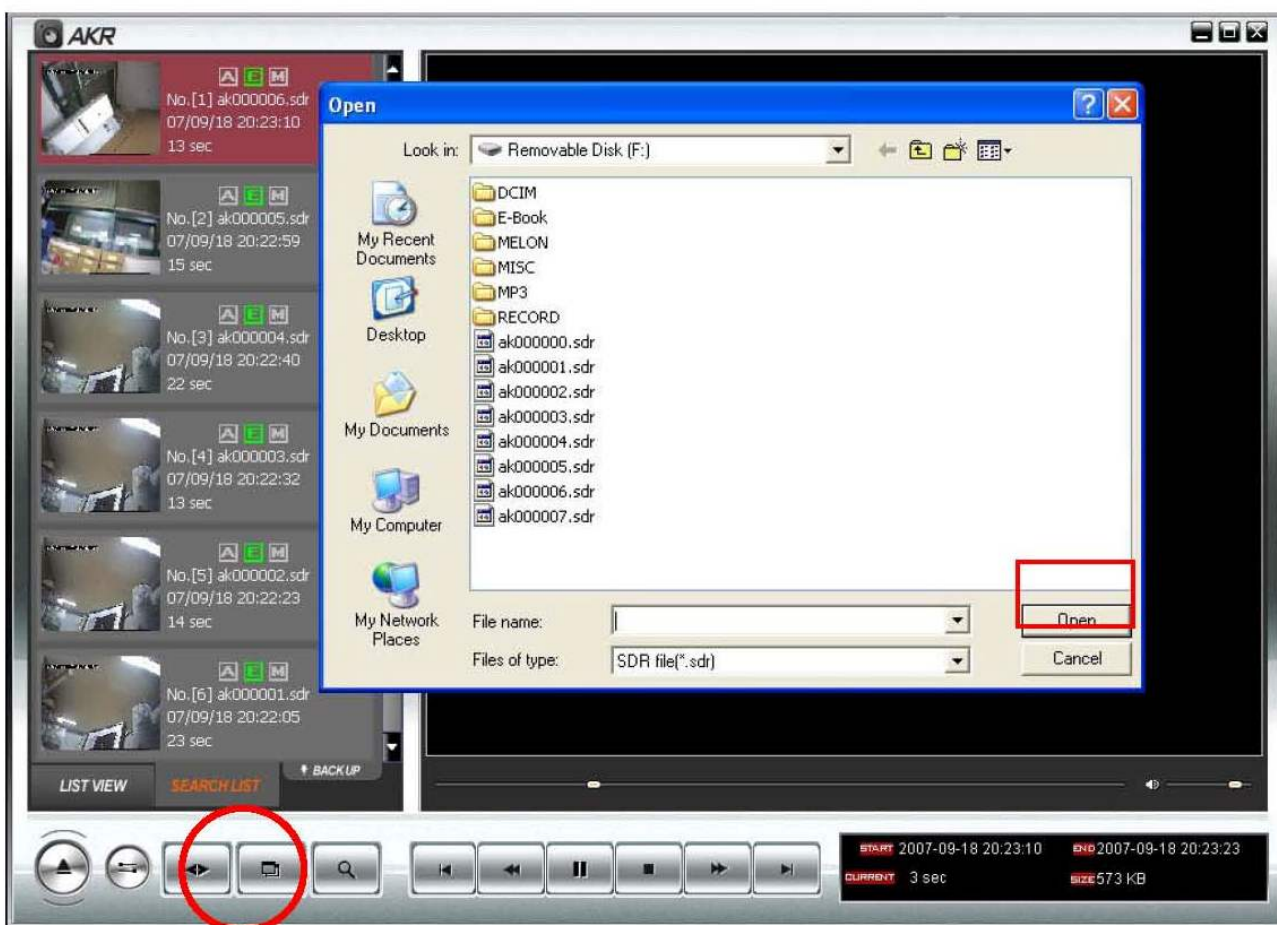 AKR
No.[1] ak000006.sdr
07/09/18 20:23:10
13 sec
No.[2] ak000005.sdr
07/09/18 20:22:59
15 sec
No.[3] ak000004.sdr
07/09/18 20:22:40
22 sec
No.[4] ak000003.sdr
07/09/18 20:22:32
13 sec
No.[5] ak000002.sdr
07/09/18 20:22:23
14 sec
No.[6] ak000001.sdr
07/09/18 20:22:05
23 sec
A E M
A E M
A E M
A E M
A E M
A E M
LIST VIEW
SEARCH LIST
BACKUP
Open
Look in:
Removable Disk (F:)
My Recent Documents
Desktop
My Documents
My Computer
My Network Places
DCIM
E-Book
MELON
MISC
MP3
RECORD
ak000000.sdr
ak000001.sdr
ak000002.sdr
ak000003.sdr
ak000004.sdr
ak000005.sdr
ak000006.sdr
ak000007.sdr
File name:
Open
Files of type:
SDR file(*.sdr)
Cancel
START 2007-09-18 20:23:10
END 2007-09-18 20:23:23
CURRENT 3 sec
SIZE 573 KB